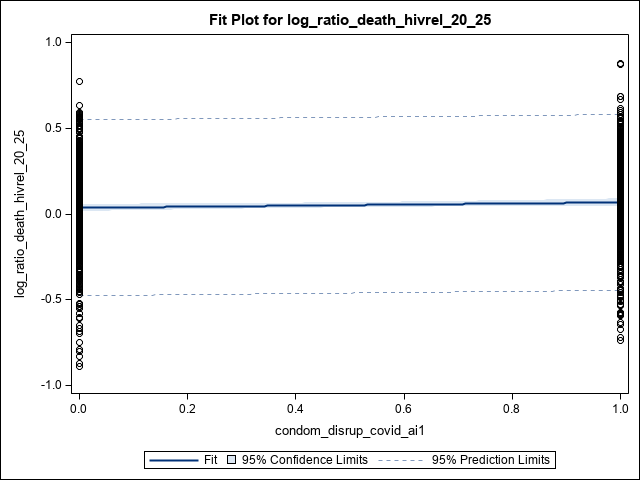 Fit Plot for log_ratio_death_hivrel_20_25
log_ratio_death_hivrel_20_25
1.0
0.5
0.0
-0.5
-1.0
0.0 0.2 0.4 0.6 0.8 1.0
condom_disrup_covid_ai1
Fit 95% Confidence Limits 95% Prediction Limits